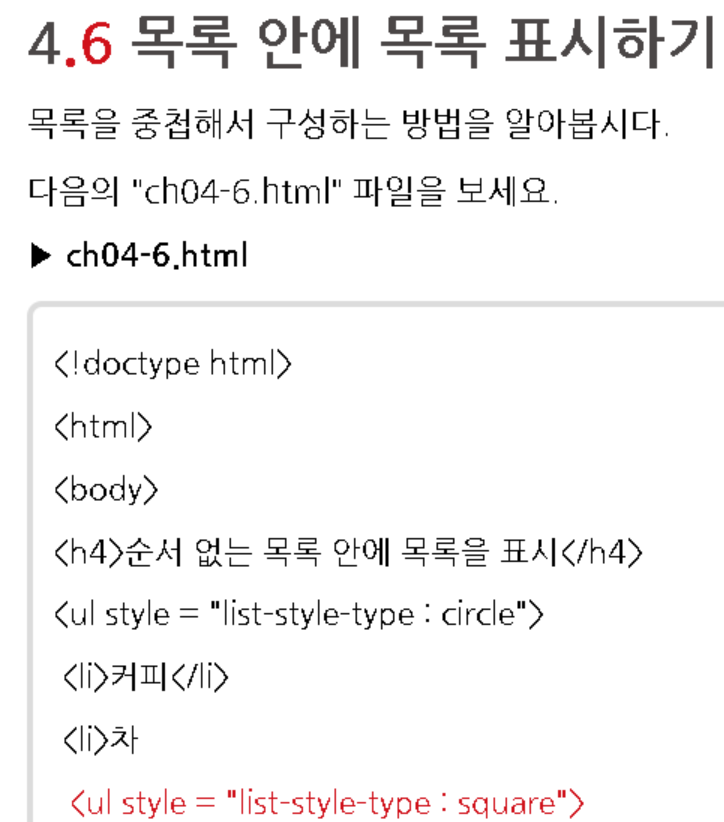 4.6 목록 안에 목록 표시하기
목록을 중첩해서 구성하는 방법을 알아봅시다.
다음의 "ch04-6.html" 파일을 보세요.
▶ ch04-6.html
<!doctype html>
<html>
<body>
<h4>순서 없는 목록 안에 목록을 표시</h4>
<ul style = "list-style-type : circle">
<li>커피</li>
<li>차
<ul style = "list-style-type : square">